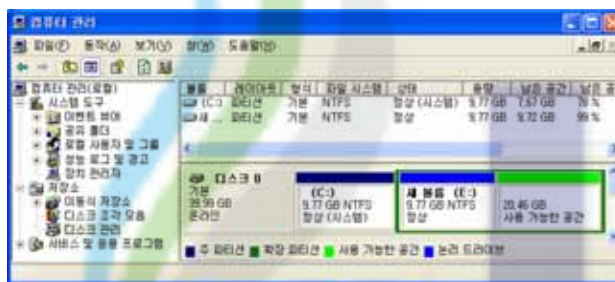 컴퓨터 관리
파일(F) 동작(A) 보기(V) 창(W) 도움말(H)
컴퓨터 관리(로컬)
시스템 도구
이벤트 뷰어
공유 폴더
로컬 사용자 및 그룹
성능 로그 및 경고
장치 관리자
저장소
이동식 저장소
디스크 조각 모음
디스크 관리
서비스 및 응용 프로그램
볼륨 레이아웃 형식 파일 시스템 상태 용량 남은 공간 남은 공
(C:) 파티션 기본 NTFS 정상 (시스템) 9.77 GB 7.67 GB 78 %
새 ... 파티션 기본 NTFS 정상 9.77 GB 9.72 GB 99 %
디스크 0
기본
39.99 GB
온라인
(C:)
9.77 GB NTFS
정상 (시스템)
새 볼륨 (E:)
9.77 GB NTFS
정상
20.46 GB
사용 가능한 공간
주 파티션 확장 파티션 사용 가능한 공간 논리 드라이브